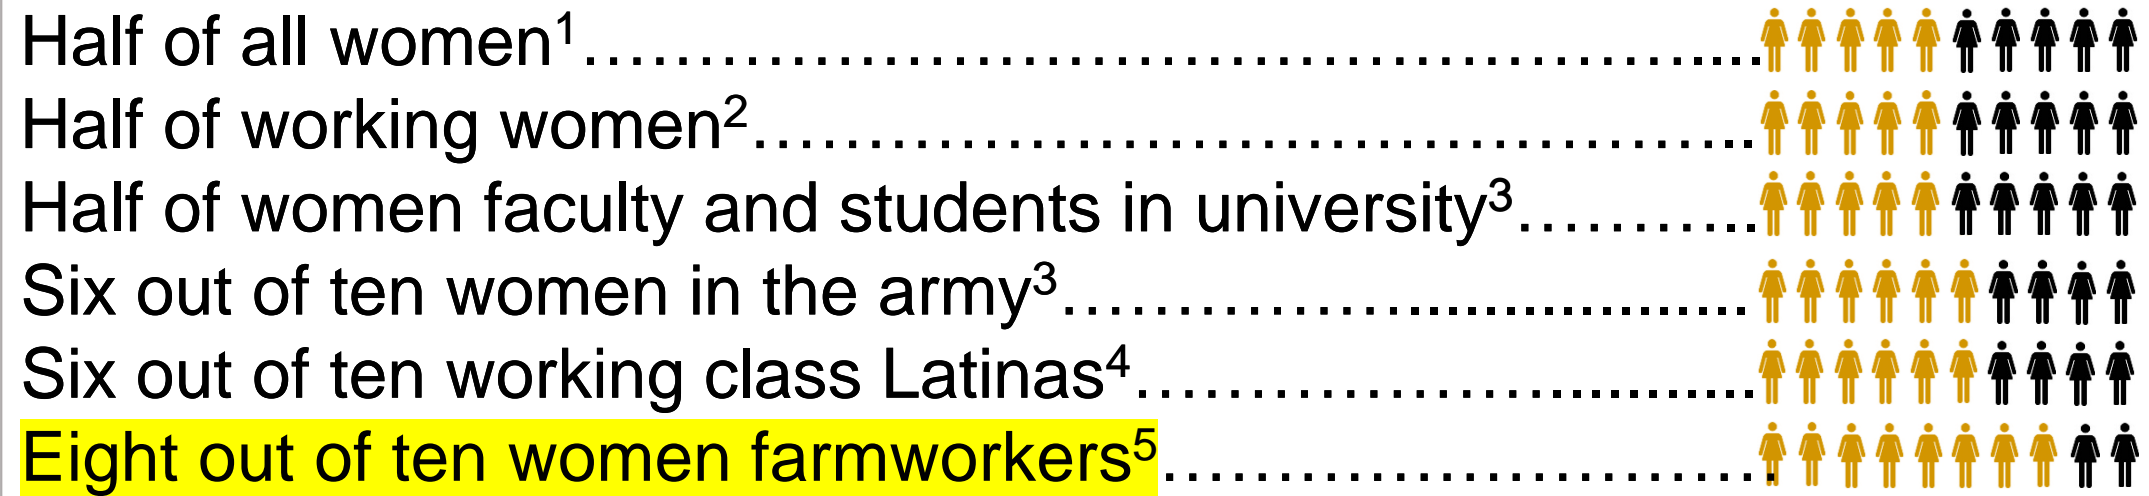 Half of all women¹……………………………………………………....
Half of working women²…………………………………………...
Half of women faculty and students in university³………..
Six out of ten women in the army³……………..................
Six out of ten working class Latinas⁴………………..........
Eight out of ten women farmworkers⁵………………………….